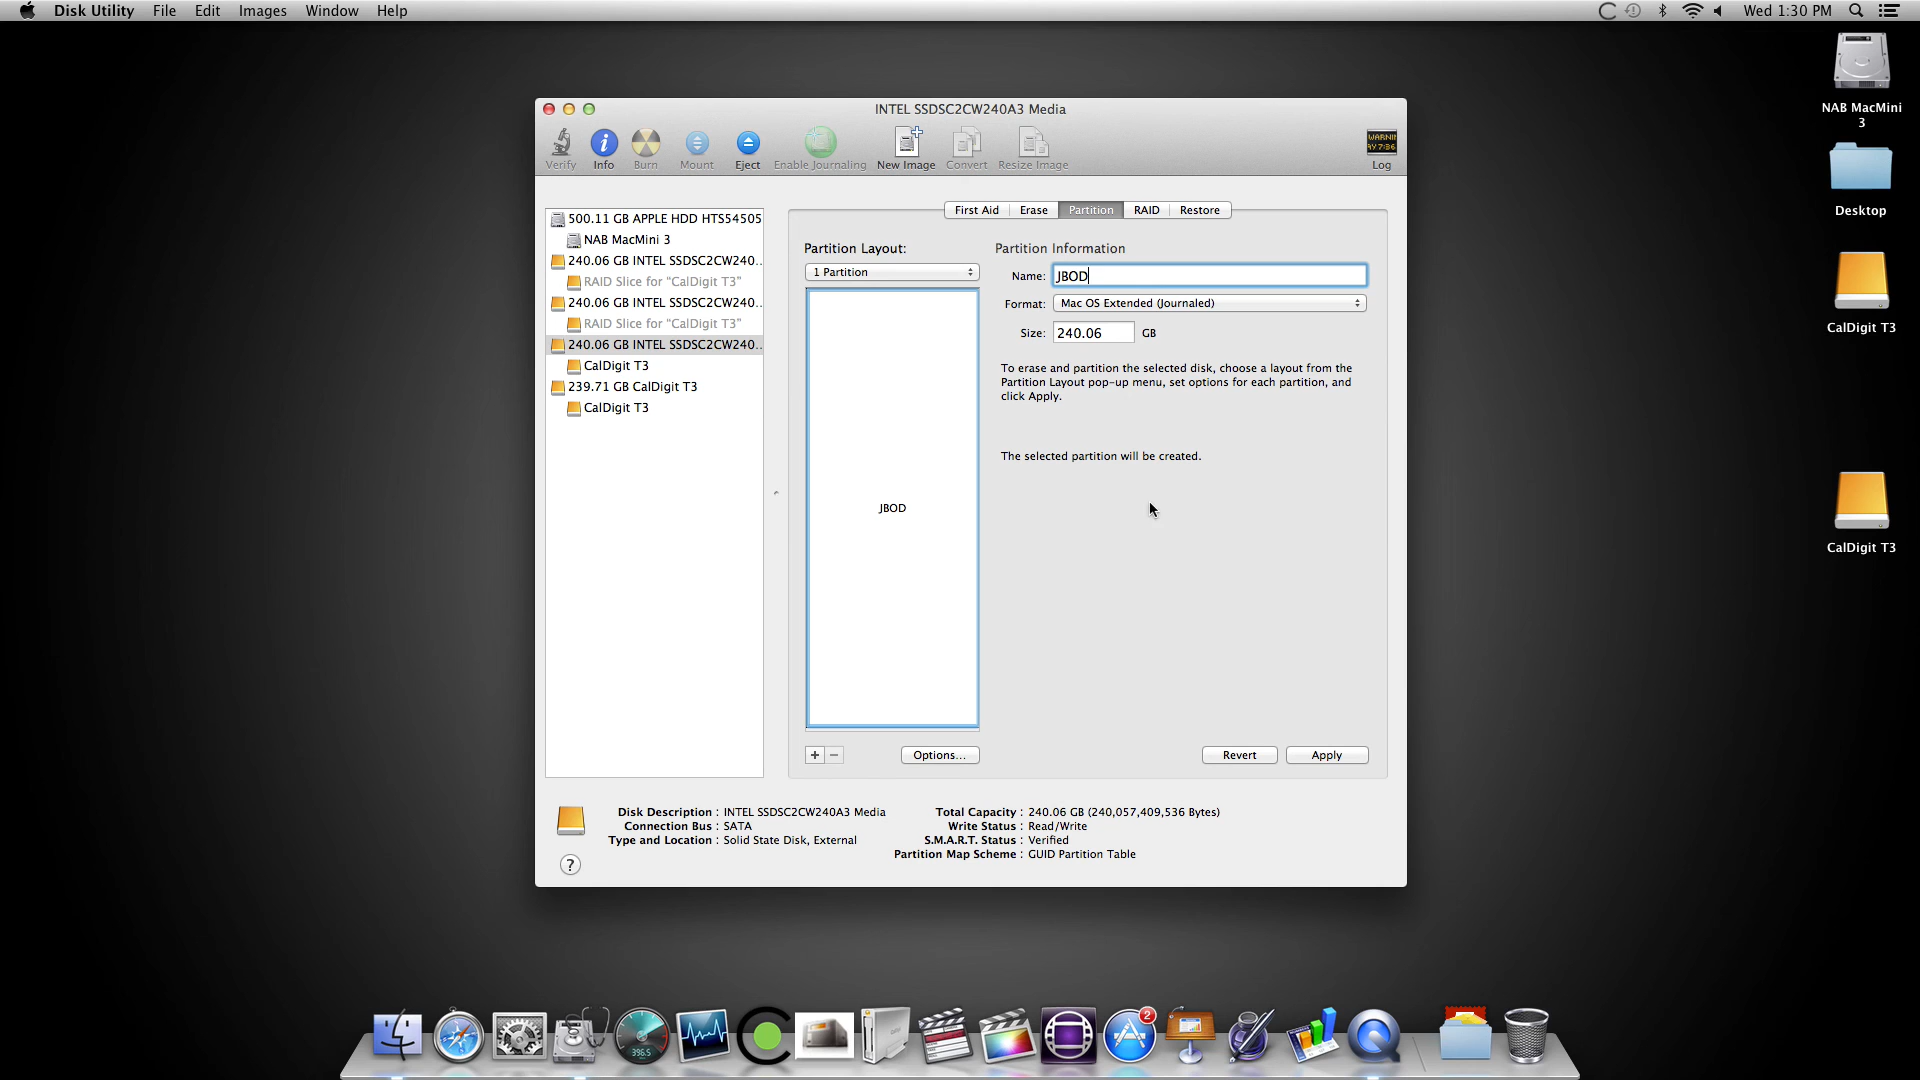 Disk Utility File Edit Images Window Help
Wed 1:30 PM
NAB MacMini
3
Desktop
CalDigit T3
CalDigit T3
INTEL SSDSC2CW240A3 Media
Verify Info Burn Mount Eject Enable Journaling New Image Convert Resize Image Log
WARNIN
AY 7:36
500.11 GB APPLE HDD HTS54505
NAB MacMini 3
240.06 GB INTEL SSDSC2CW240..
RAID Slice for “CalDigit T3”
240.06 GB INTEL SSDSC2CW240..
RAID Slice for “CalDigit T3”
240.06 GB INTEL SSDSC2CW240..
CalDigit T3
239.71 GB CalDigit T3
CalDigit T3
First Aid Erase Partition RAID Restore
Partition Layout:
1 Partition
JBOD
+ −
Options...
Partition Information
Name: JBOD
Format: Mac OS Extended (Journaled)
Size: 240.06 GB
To erase and partition the selected disk, choose a layout from the
Partition Layout pop-up menu, set options for each partition, and
click Apply.
The selected partition will be created.
Revert Apply
Disk Description : INTEL SSDSC2CW240A3 Media
Connection Bus : SATA
Type and Location : Solid State Disk, External
Total Capacity : 240.06 GB (240,057,409,536 Bytes)
Write Status : Read/Write
S.M.A.R.T. Status : Verified
Partition Map Scheme : GUID Partition Table
?
396.5
2